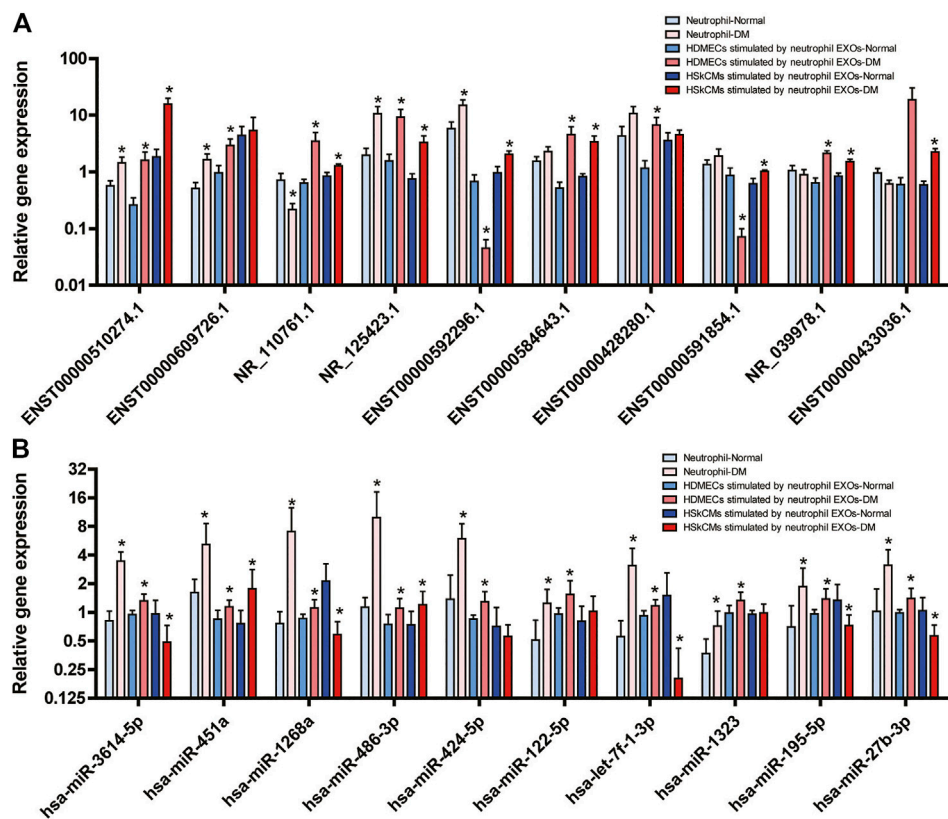 A
Neutrophil-Normal
Neutrophil-DM
HDMECs stimulated by neutrophil EXOs-Normal
HDMECs stimulated by neutrophil EXOs-DM
HSkCMs stimulated by neutrophil EXOs-Normal
HSkCMs stimulated by neutrophil EXOs-DM
Relative gene expression
100
10
1
0.1
0.01
* * * * * * * * * * * * * * * * * * * * *
ENST00000510274.1
ENST00000609726.1
NR_110761.1
NR_125423.1
ENST00000592296.1
ENST00000584643.1
ENST00000428280.1
ENST00000591854.1
NR_039978.1
ENST00000433036.1
B
Neutrophil-Normal
Neutrophil-DM
HDMECs stimulated by neutrophil EXOs-Normal
HDMECs stimulated by neutrophil EXOs-DM
HSkCMs stimulated by neutrophil EXOs-Normal
HSkCMs stimulated by neutrophil EXOs-DM
Relative gene expression
32
16
8
4
2
1
0.5
0.25
0.125
* * * * * * * * * * * * * * * * * * * * * * * * * * *
hsa-miR-3614-5p
hsa-miR-451a
hsa-miR-1268a
hsa-miR-486-3p
hsa-miR-424-5p
hsa-miR-122-5p
hsa-let-7f-1-3p
hsa-miR-1323
hsa-miR-195-5p
hsa-miR-27b-3p